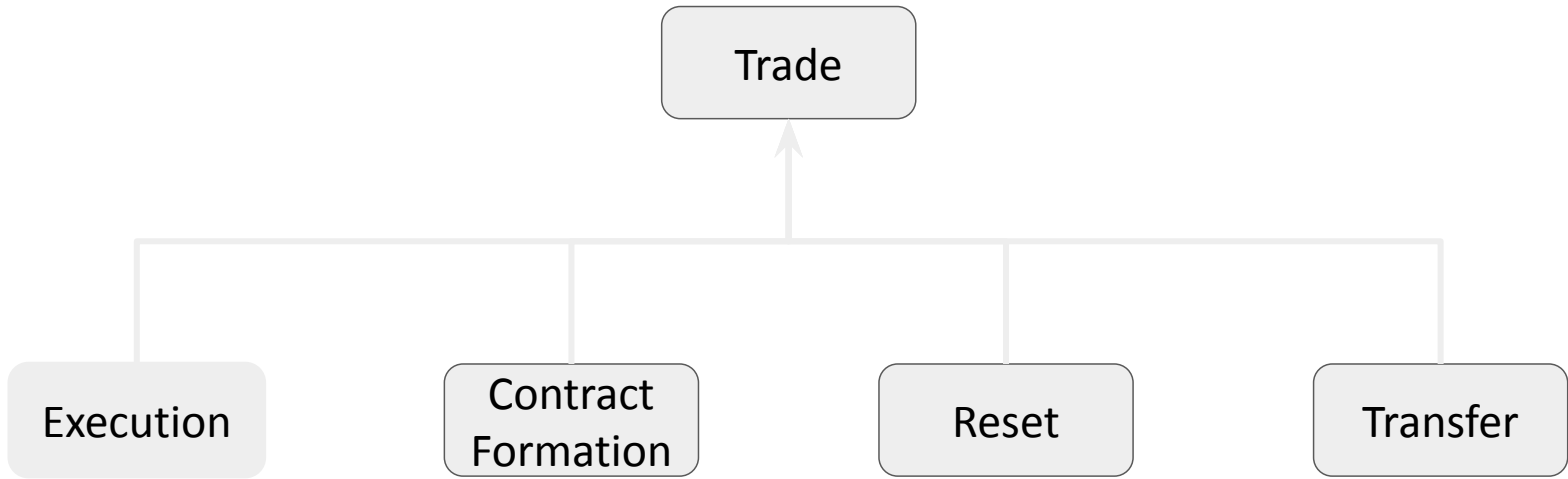 Trade
Execution
Contract
Formation
Reset
Transfer